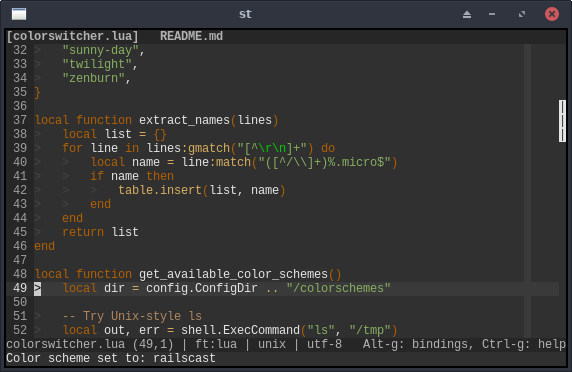 st
[colorswitcher.lua]   README.md
32 >   "sunny-day",
33 >   "twilight",
34 >   "zenburn",
35 }
36
37 local function extract_names(lines)
38 >   local list = {}
39 >   for line in lines:gmatch("[^\r\n]+") do
40 >   >   local name = line:match("([^/\\]+)%.micro$")
41 >   >   if name then
42 >   >   >   table.insert(list, name)
43 >   >   end
44 >   end
45 >   return list
46 end
47
48 local function get_available_color_schemes()
49 >   local dir = config.ConfigDir .. "/colorschemes"
50
51 >   -- Try Unix-style ls
52 >   local out, err = shell.ExecCommand("ls", "/tmp")
colorswitcher.lua (49,1) | ft:lua | unix | utf-8   Alt-g: bindings, Ctrl-g: help
Color scheme set to: railscast